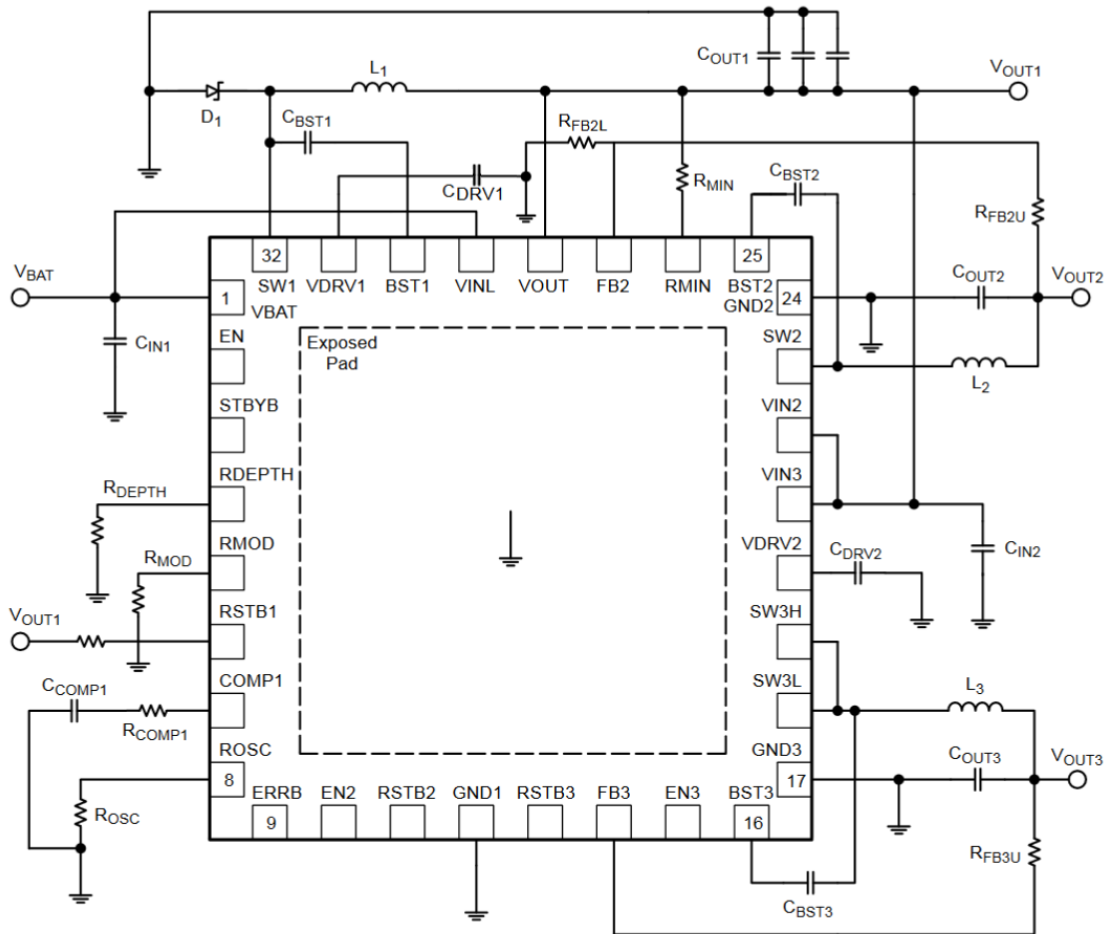 COUT1
VOUT1
L1
D1
CBST1
RFB2L
CDRV1
RMIN
CBST2
RFB2U
VBAT
32
25
SW1
VDRV1
BST1
VINL
VOUT
FB2
RMIN
BST2
COUT2
VOUT2
1
VBAT
GND2
24
CIN1
EN
Exposed
Pad
SW2
L2
STBYB
VIN2
RDEPTH
RDEPTH
VIN3
RMOD
RMOD
VDRV2
CDRV2
CIN2
VOUT1
RSTB1
SW3H
CCOMP1
RCOMP1
COMP1
SW3L
L3
ROSC
8
GND3
17
COUT3
VOUT3
ROSC
ERRB
EN2
RSTB2
GND1
RSTB3
FB3
EN3
BST3
9
16
RFB3U
CBST3